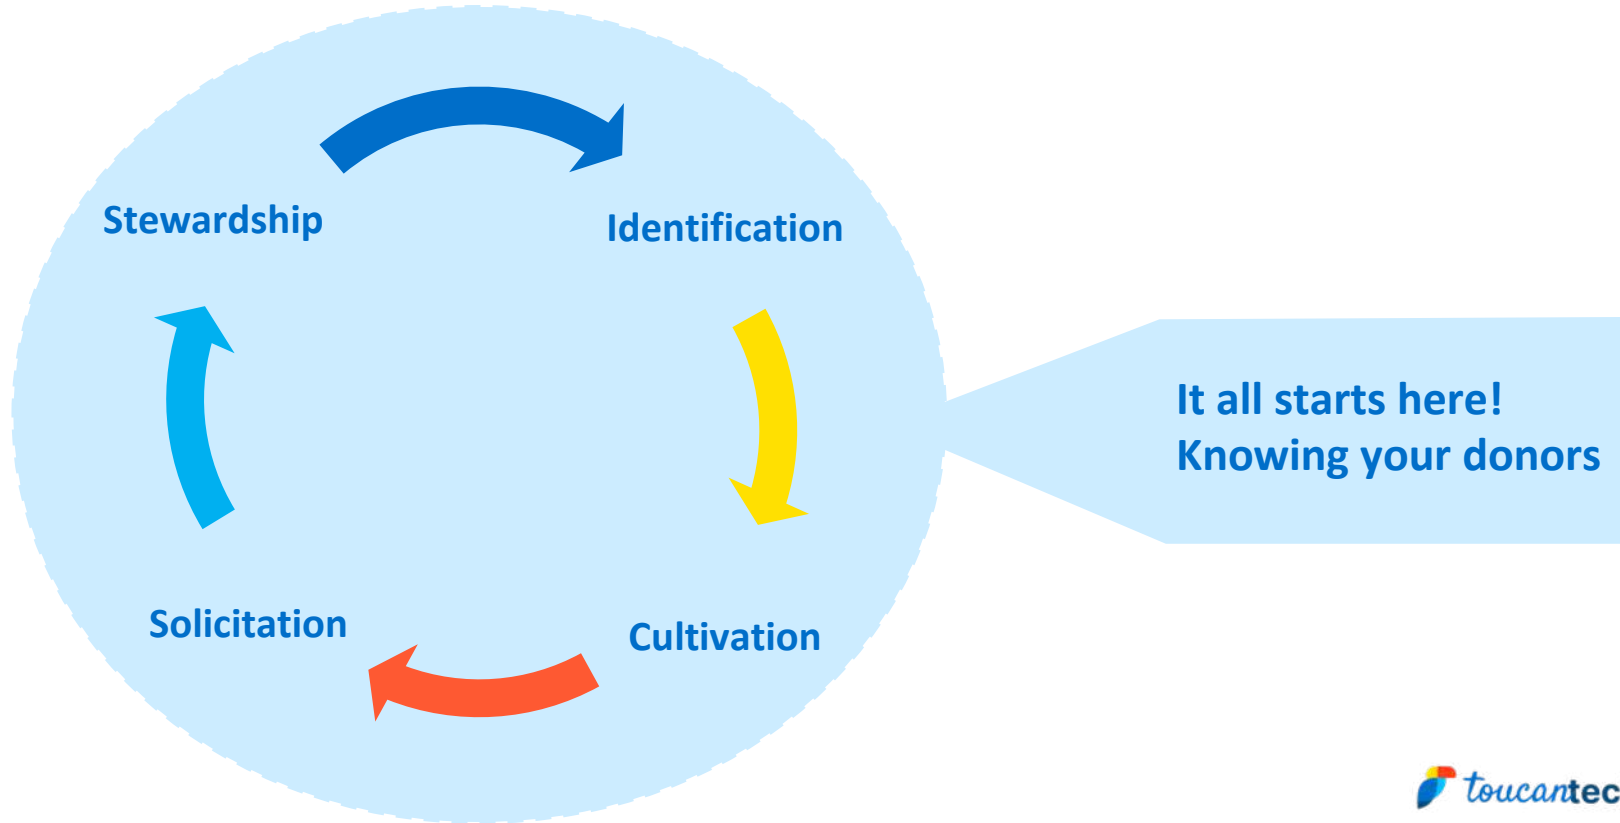 Stewardship
Identification
It all starts here!
Knowing your donors
Solicitation
Cultivation
toucantec